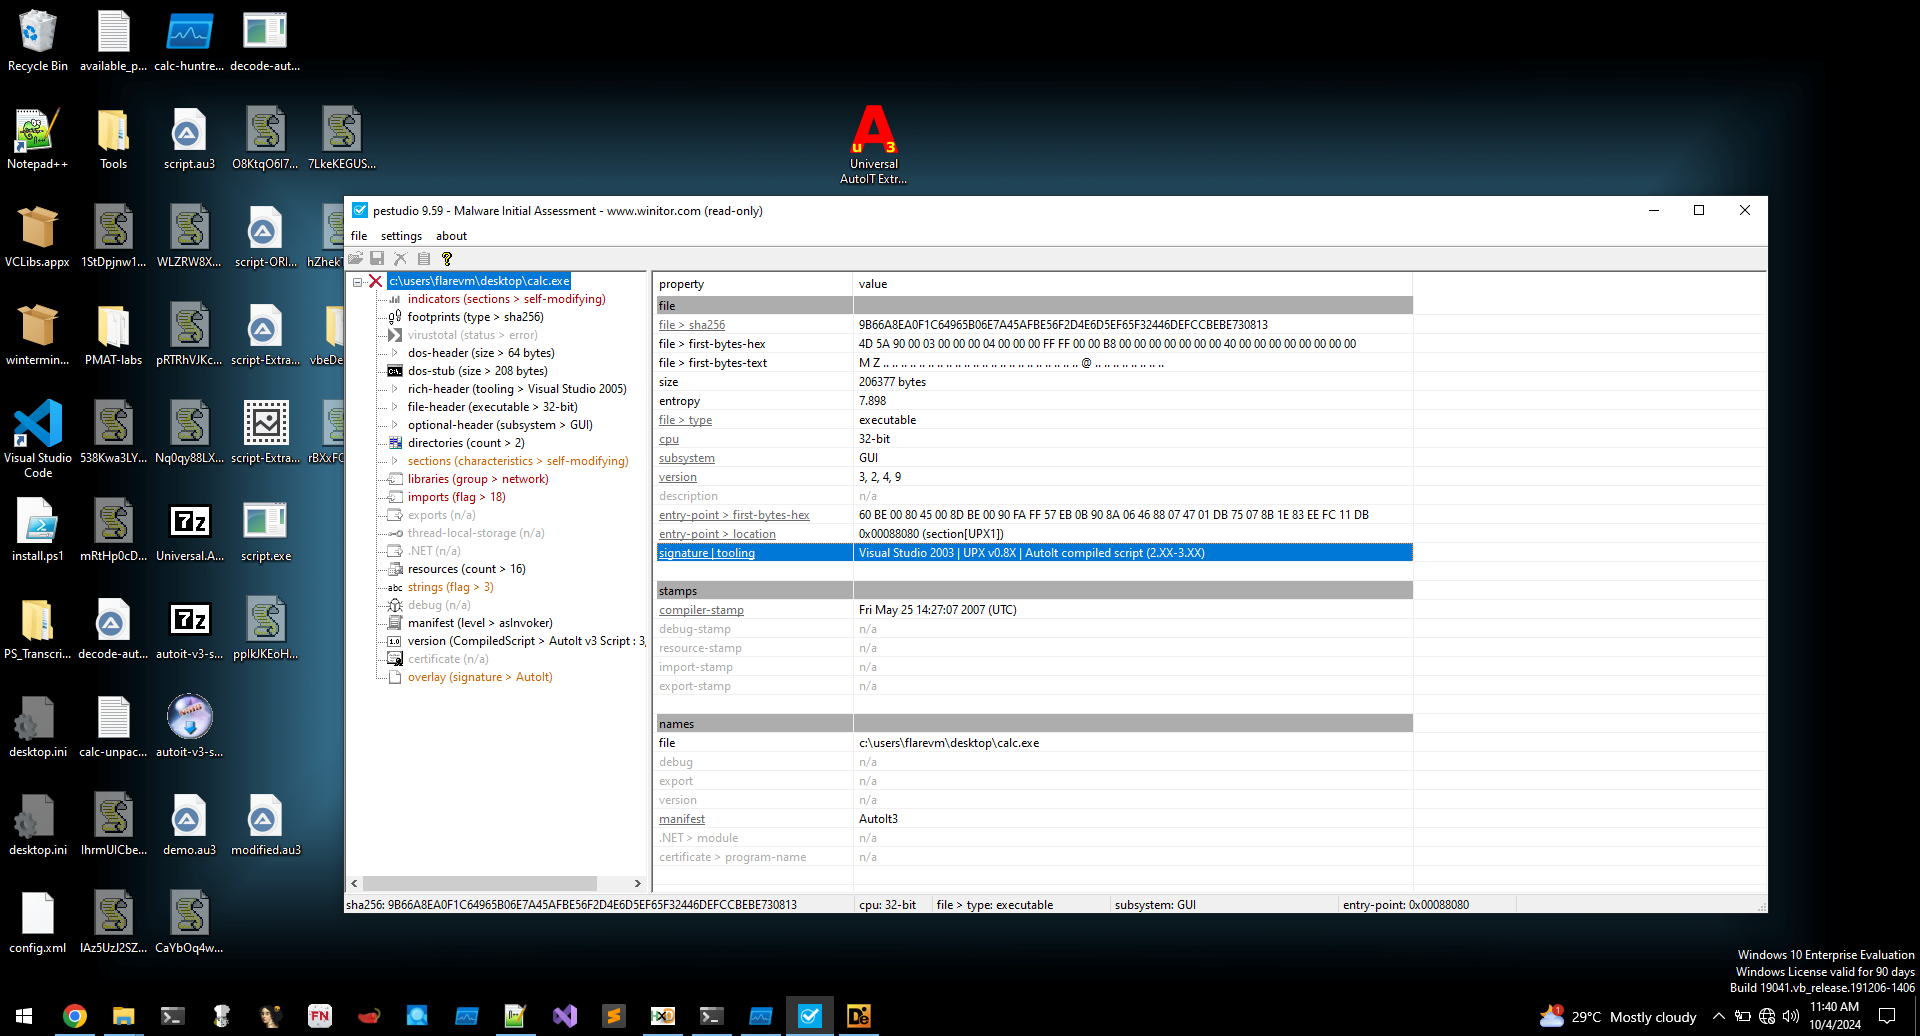 Recycle Bin
available_p...
calc-huntre...
decode-aut...
Notepad++
Tools
script.au3
O8KtqO6I7...
7LkeKEGUS...
Universal
AutoIT Extr...
VCLibs.appx
1StDpjnw1...
WLZRW8X...
script-ORI...
hZhek
wintermin...
PMAT-labs
pRTRhVJKc...
script-Extra...
vbeDe
Visual Studio
Code
538Kwa3LY...
Nq0qy88LX...
script-Extra...
install.ps1
mRtHp0cD...
Universal.A...
script.exe
PS_Transcri...
decode-aut...
autoit-v3-s...
pplkJKEoH...
desktop.ini
calc-unpac...
autoit-v3-s...
desktop.ini
IhrmUICbe...
demo.au3
modified.au3
config.xml
IAz5UzJ2SZ...
CaYbOq4w...
pestudio 9.59 - Malware Initial Assessment - www.winitor.com (read-only)
file settings about
c:\users\flarevm\desktop\calc.exe
indicators (sections > self-modifying)
footprints (type > sha256)
virustotal (status > error)
dos-header (size > 64 bytes)
dos-stub (size > 208 bytes)
rich-header (tooling > Visual Studio 2005)
file-header (executable > 32-bit)
optional-header (subsystem > GUI)
directories (count > 2)
sections (characteristics > self-modifying)
libraries (group > network)
imports (flag > 18)
exports (n/a)
thread-local-storage (n/a)
.NET (n/a)
resources (count > 16)
abc strings (flag > 3)
debug (n/a)
manifest (level > asInvoker)
1.0 version (CompiledScript > AutoIt v3 Script : 3,
certificate (n/a)
overlay (signature > AutoIt)
property value
file
file > sha256 9B66A8EA0F1C64965B06E7A45AFBE56F2D4E6D5EF65F32446DEFCCBEBE730813
file > first-bytes-hex 4D 5A 90 00 03 00 00 00 04 00 00 00 FF FF 00 00 B8 00 00 00 00 00 00 00 40 00 00 00 00 00 00 00 00
file > first-bytes-text M Z .. .. .. .. .. .. .. .. .. .. .. .. .. .. .. .. .. .. .. .. .. .. @ .. .. .. .. .. .. .. ..
size 206377 bytes
entropy 7.898
file > type executable
cpu 32-bit
subsystem GUI
version 3, 2, 4, 9
description n/a
entry-point > first-bytes-hex 60 BE 00 80 45 00 8D BE 00 90 FA FF 57 EB 0B 90 8A 06 46 88 07 47 01 DB 75 07 8B 1E 83 EE FC 11 DB
entry-point > location 0x00088080 (section[UPX1])
signature | tooling Visual Studio 2003 | UPX v0.8X | AutoIt compiled script (2.XX-3.XX)
stamps
compiler-stamp Fri May 25 14:27:07 2007 (UTC)
debug-stamp n/a
resource-stamp n/a
import-stamp n/a
export-stamp n/a
names
file c:\users\flarevm\desktop\calc.exe
debug n/a
export n/a
version n/a
manifest AutoIt3
.NET > module n/a
certificate > program-name n/a
sha256: 9B66A8EA0F1C64965B06E7A45AFBE56F2D4E6D5EF65F32446DEFCCBEBE730813 cpu: 32-bit file > type: executable subsystem: GUI entry-point: 0x00088080
Windows 10 Enterprise Evaluation
Windows License valid for 90 days
Build 19041.vb_release.191206-1406
29°C Mostly cloudy
11:40 AM
10/4/2024